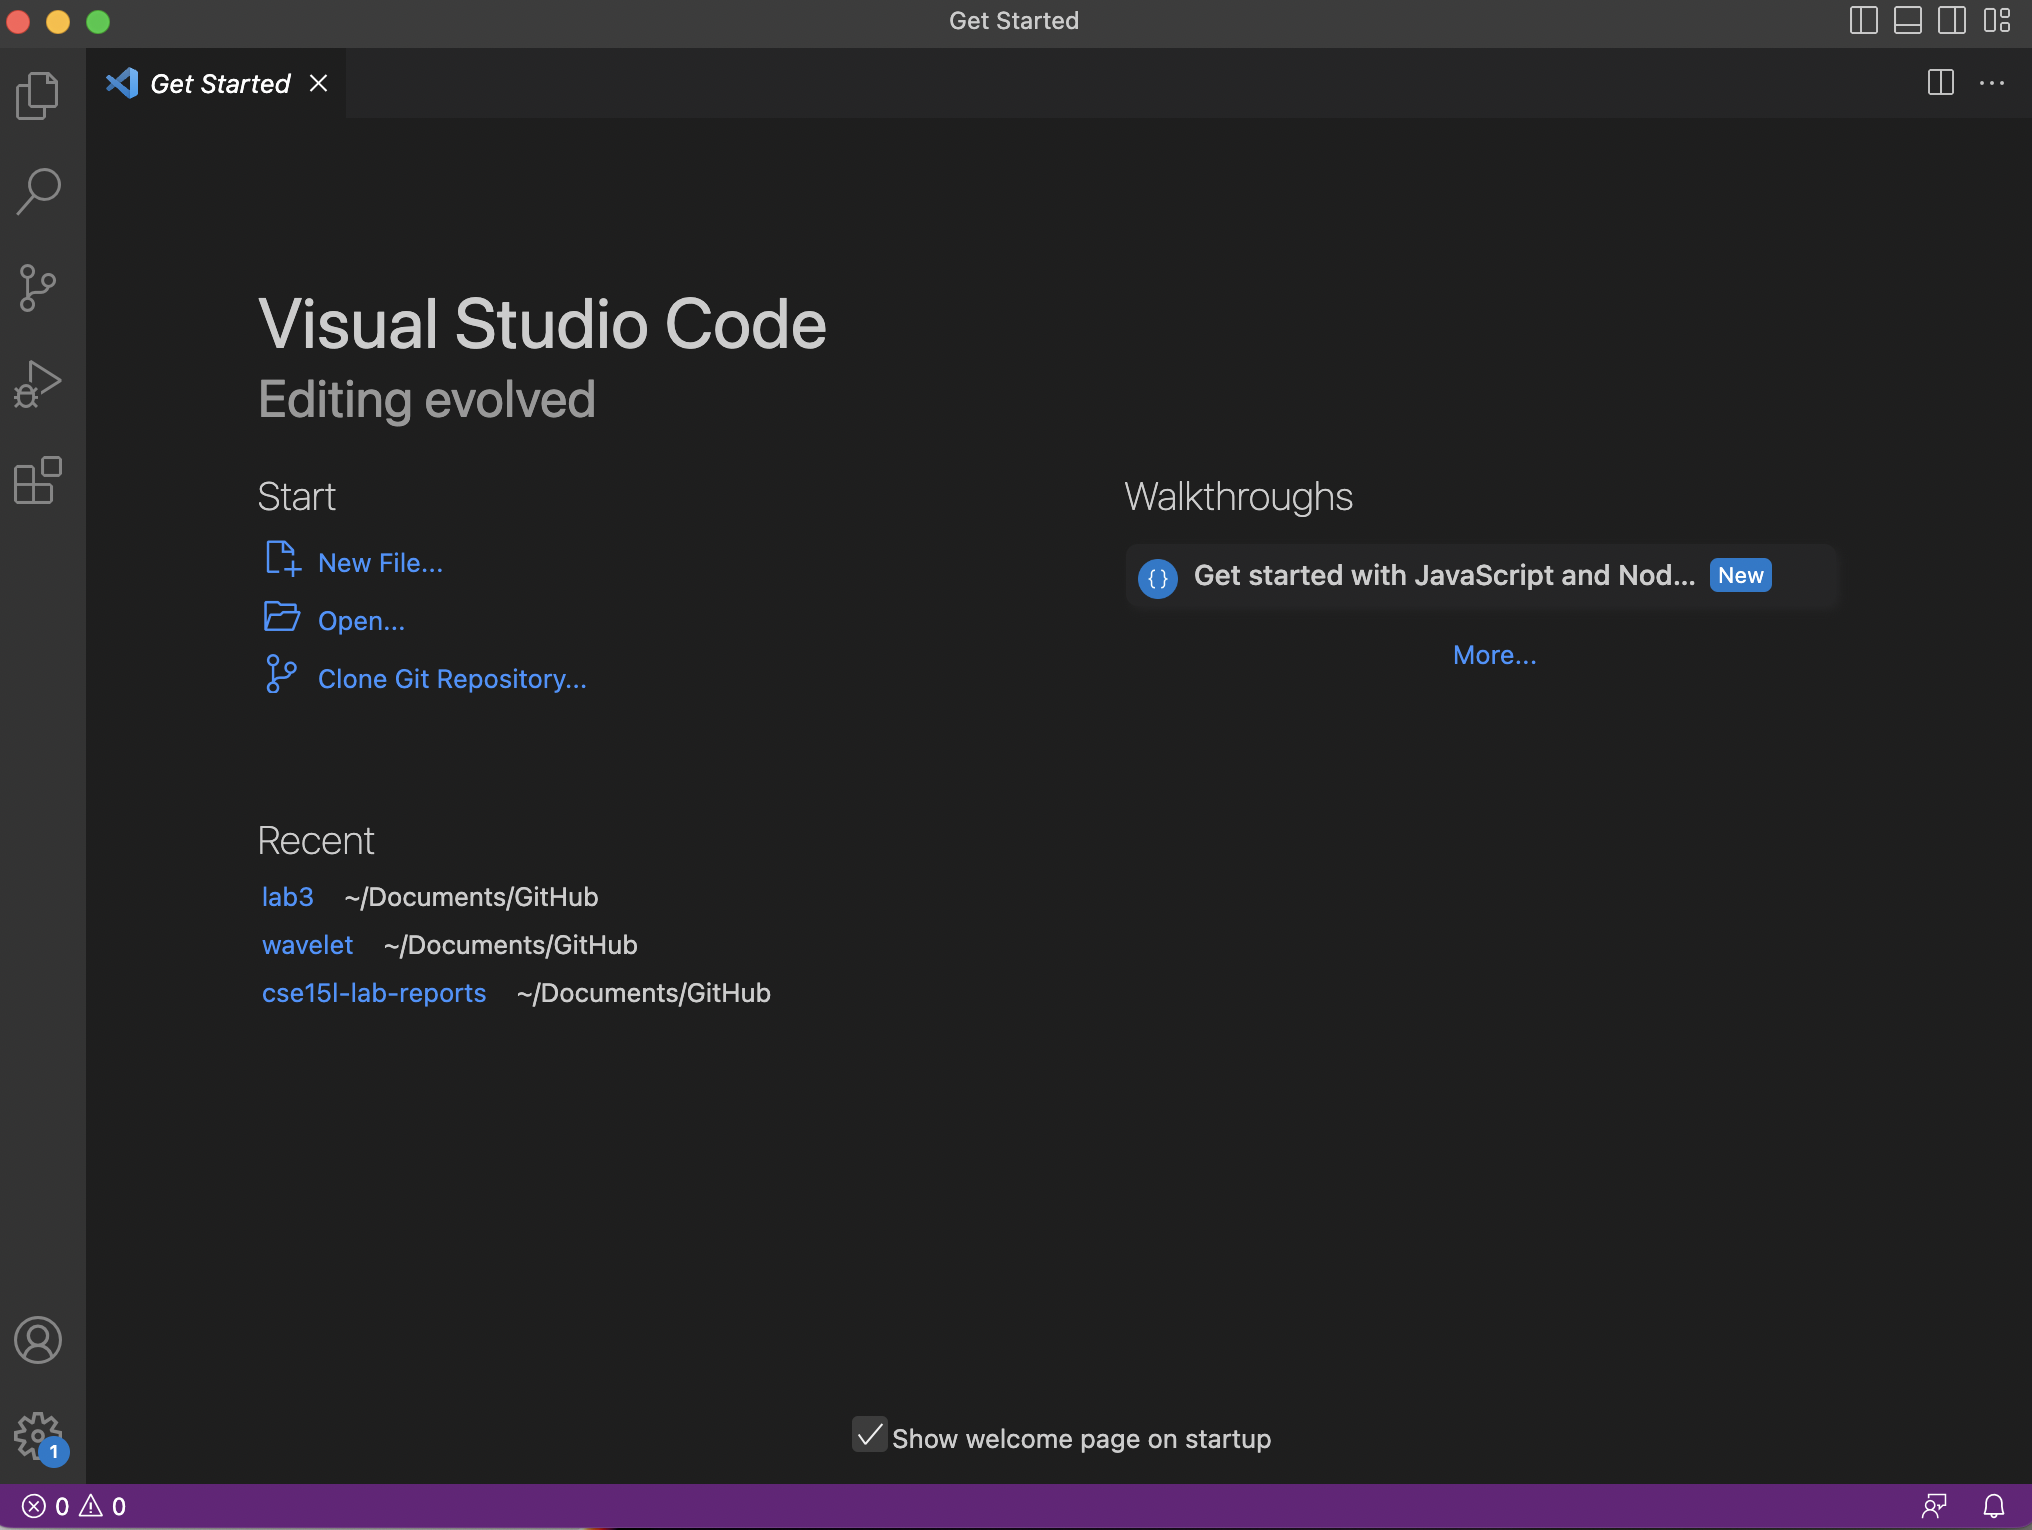 Get Started
Get Started
Visual Studio Code
Editing evolved
Start
New File...
Open...
Clone Git Repository...
Walkthroughs
{} Get started with JavaScript and Nod... New
More...
Recent
lab3 ~/Documents/GitHub
wavelet ~/Documents/GitHub
cse15l-lab-reports ~/Documents/GitHub
Show welcome page on startup
1
0 0